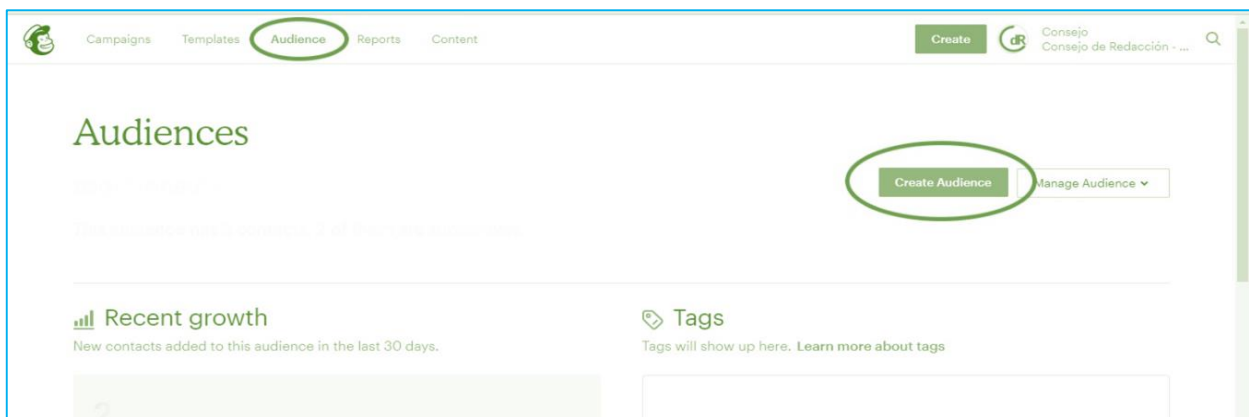 Campaigns Templates Audience Reports Content Create dR Consejo
Consejo de Redacción - ...
Audiences
Create Audience Manage Audience
Recent growth
New contacts added to this audience in the last 30 days.
Tags
Tags will show up here. Learn more about tags